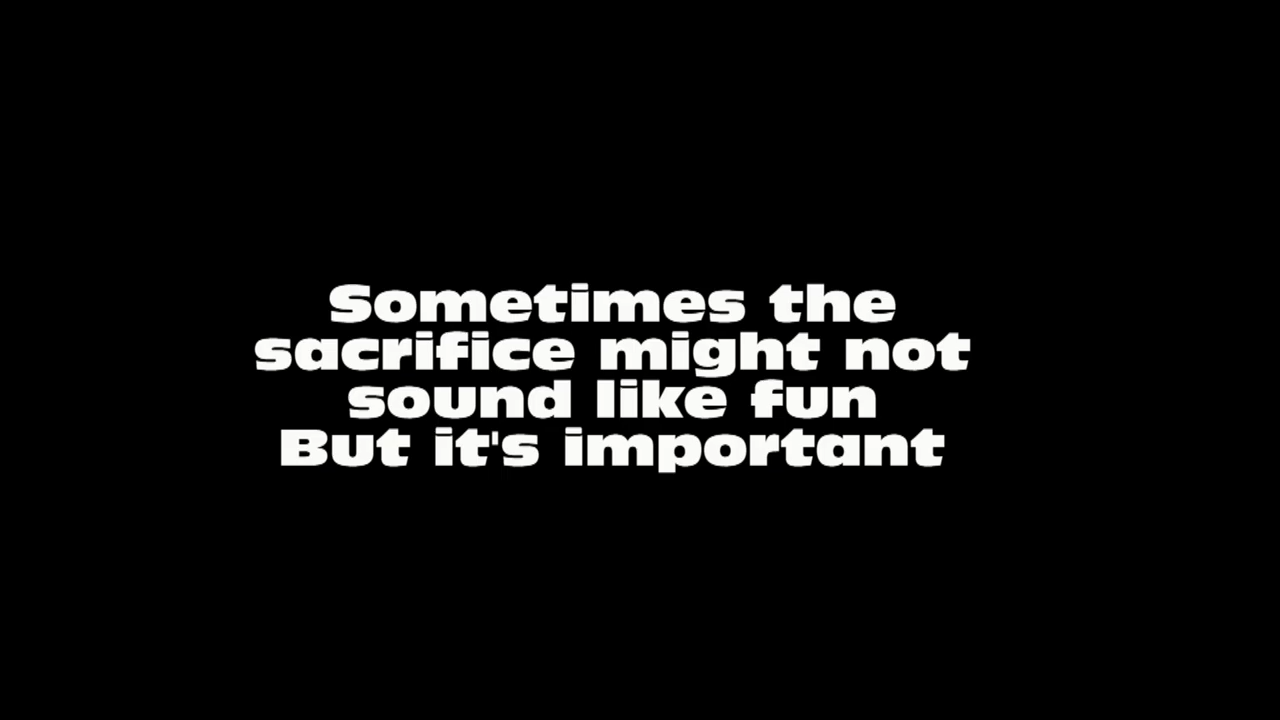 Sometimes the
sacrifice might not
sound like fun
But it's important